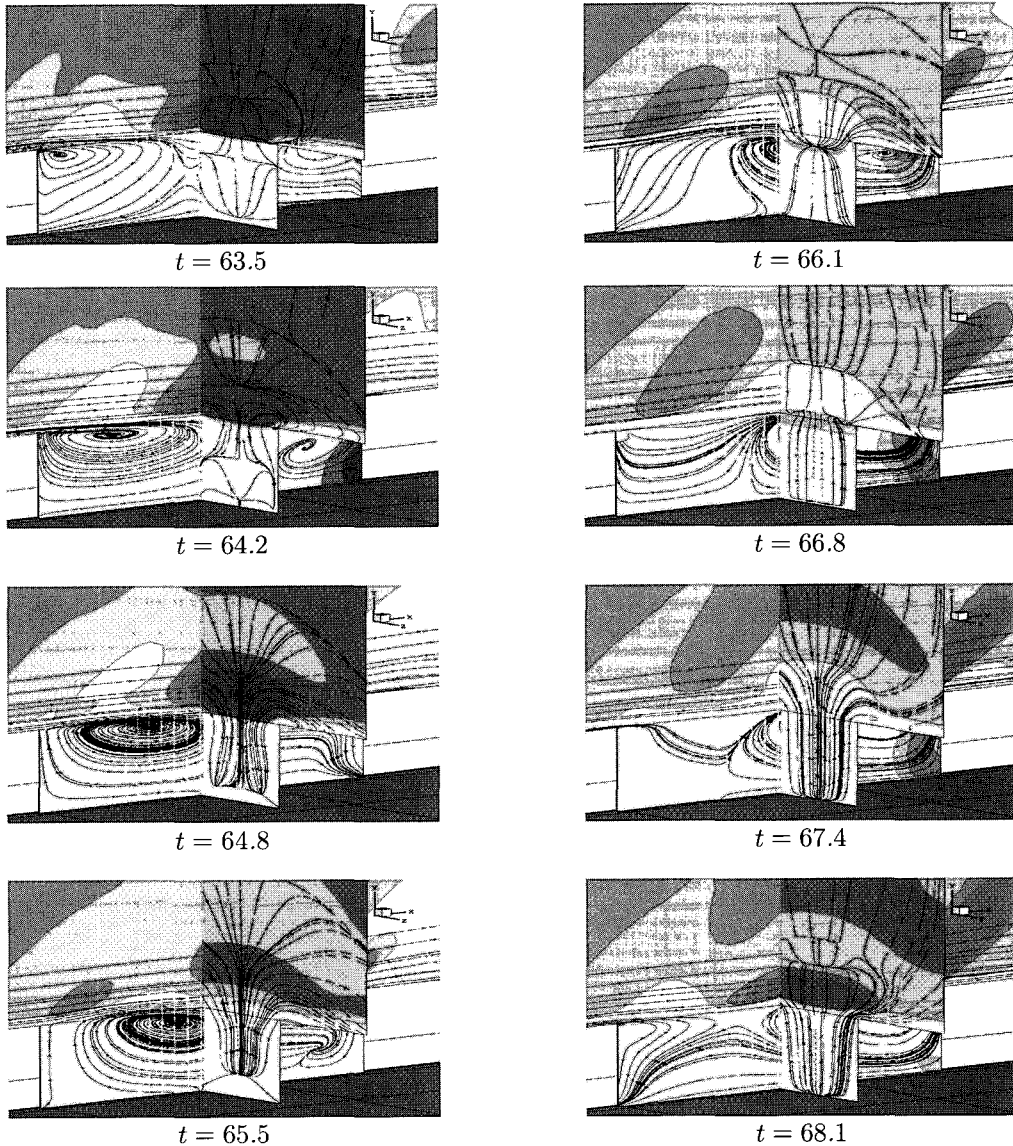 t = 63.5
t = 66.1
t = 64.2
t = 66.8
t = 64.8
t = 67.4
t = 65.5
t = 68.1